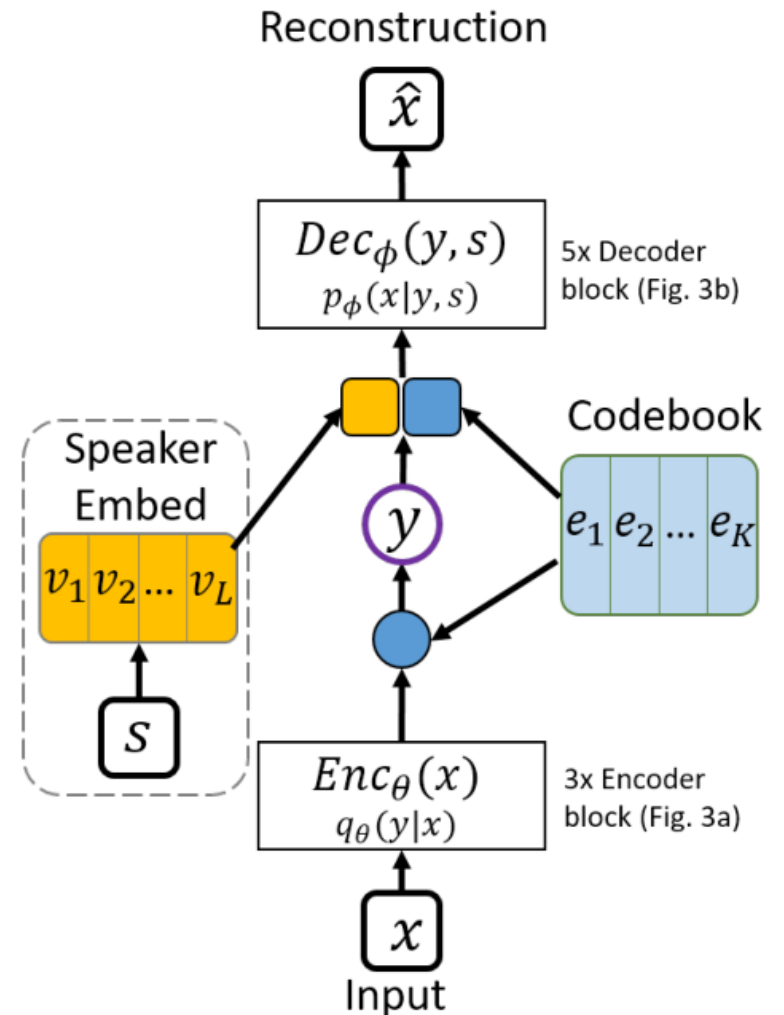 Reconstruction
x̂
Dec_ϕ(y, s)
p_ϕ(x|y, s)
5x Decoder
block (Fig. 3b)
Speaker
Embed
v_1 v_2 ... v_L
s
Codebook
e_1 e_2 ... e_K
y
Enc_θ(x)
q_θ(y|x)
3x Encoder
block (Fig. 3a)
x
Input